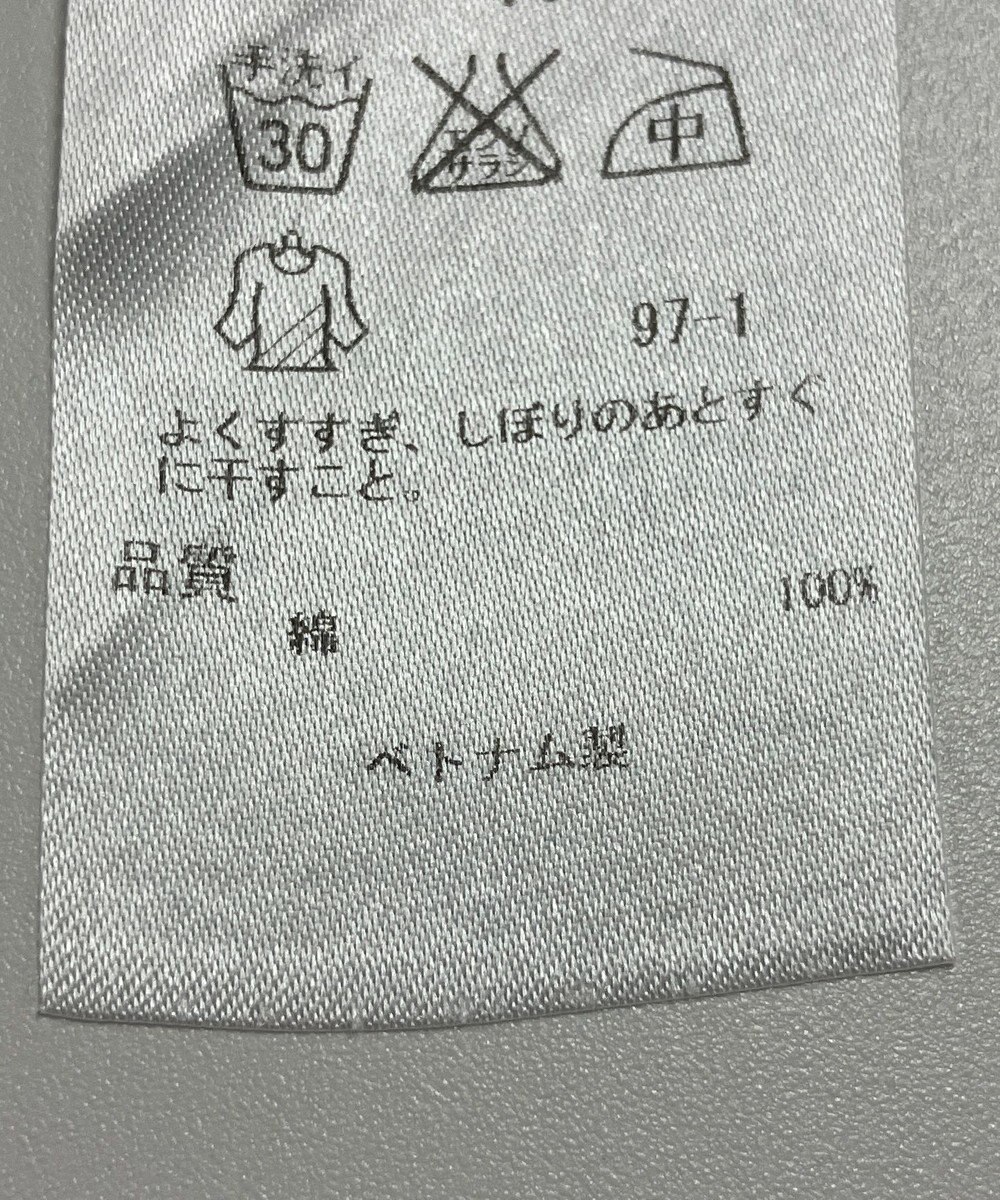 手洗イ
30
エンソ
サラシ
中
97-1
よくすすぎ、しぼりのあとすぐ
に干すこと。
品質
綿 100%
ベトナム製